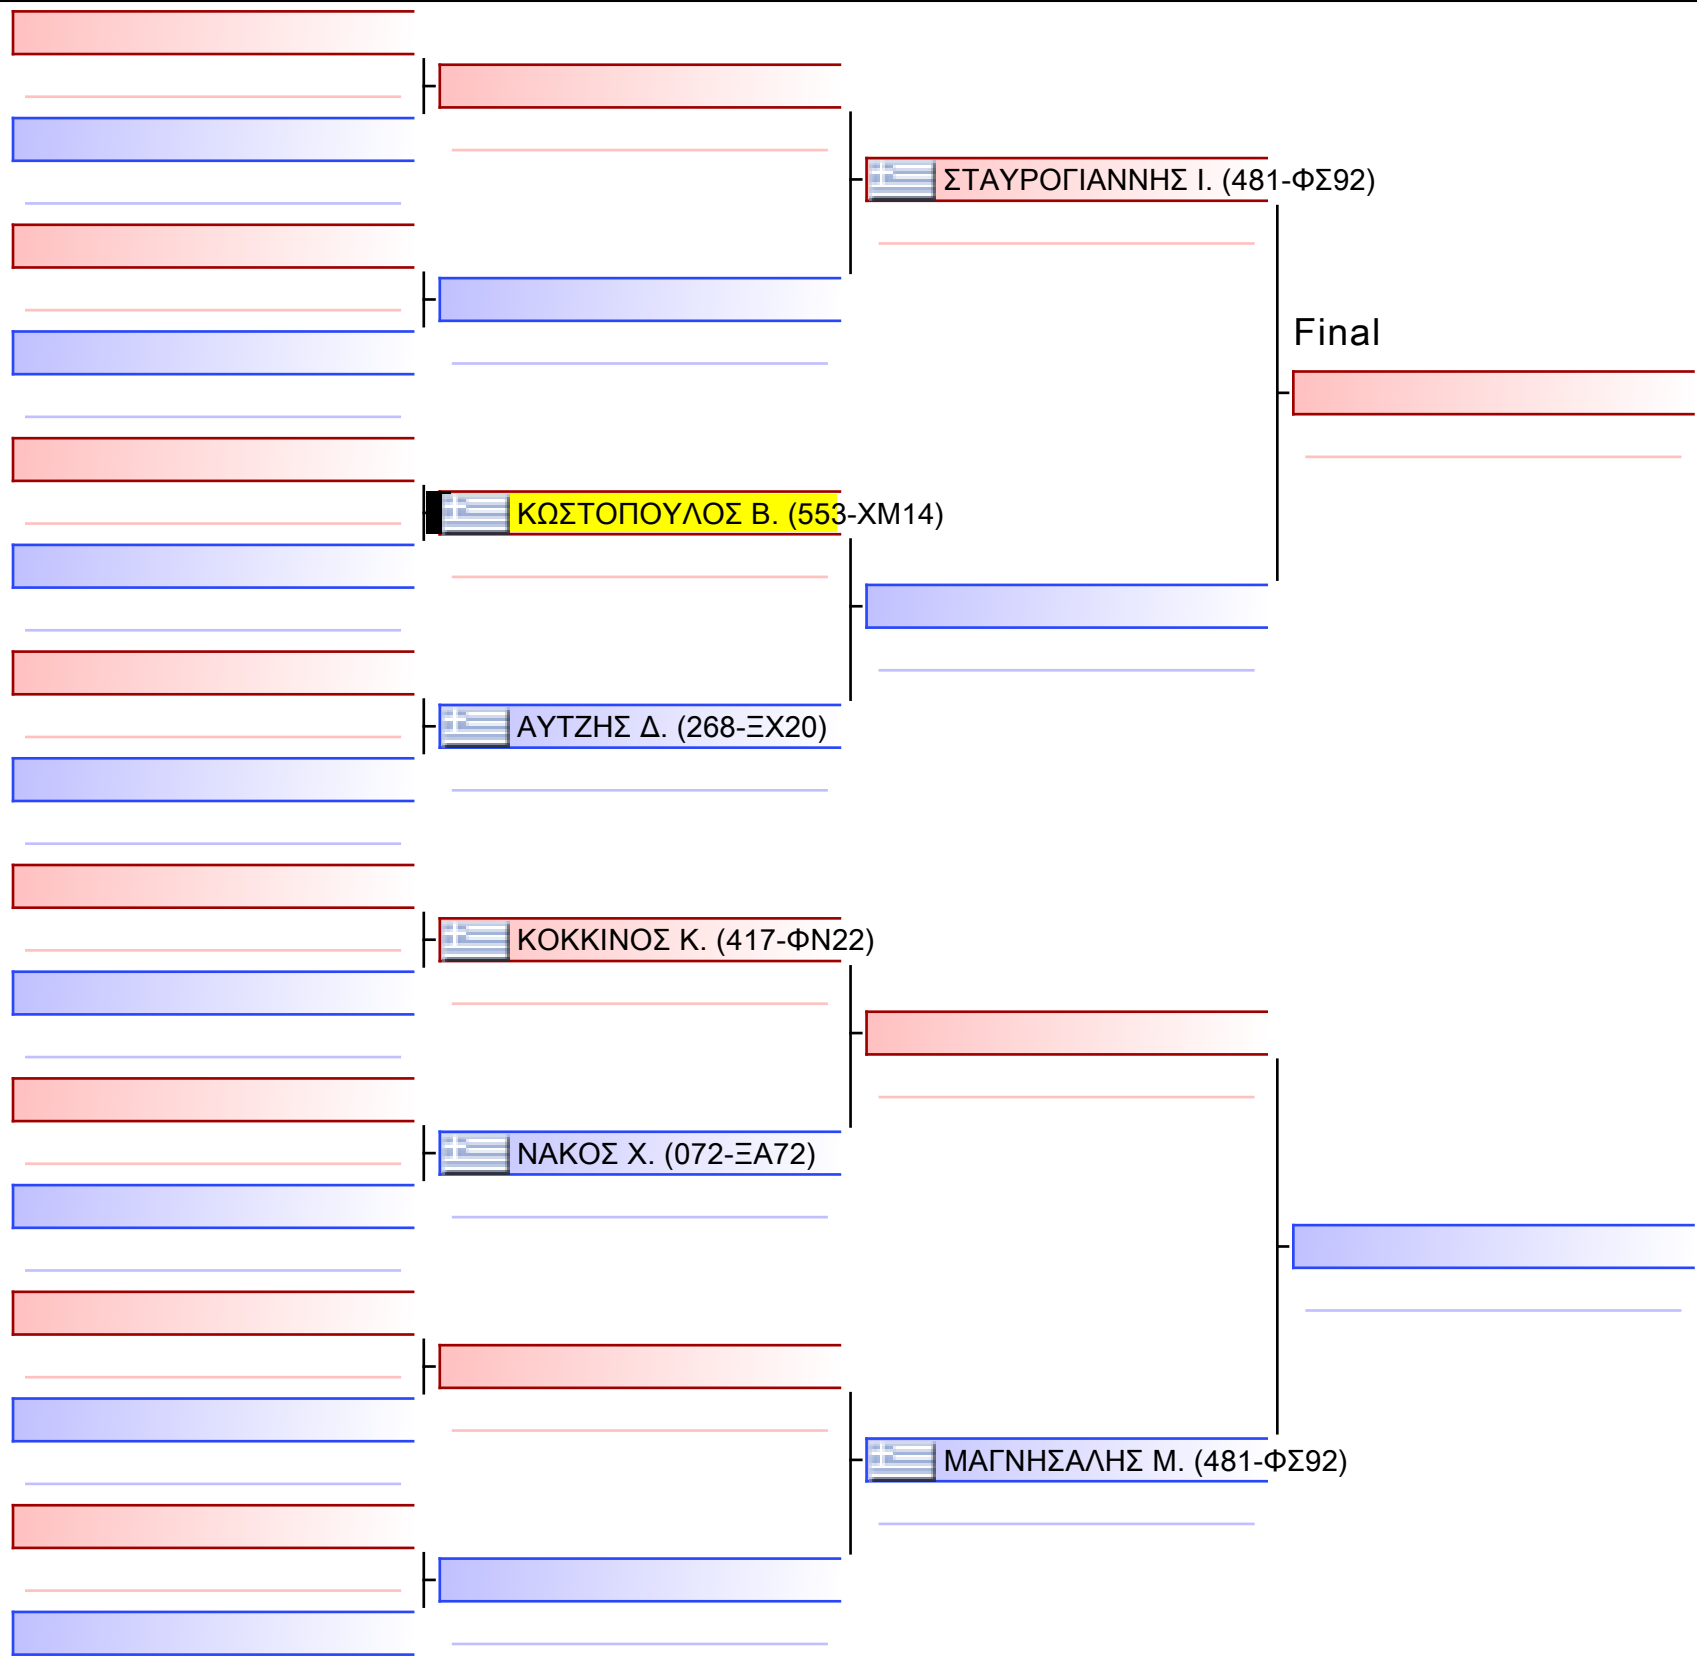 ΣΤΑΥΡΟΓΙΑΝΝΗΣ Ι. (481-ΦΣ92)
Final
ΚΩΣΤΟΠΟΥΛΟΣ Β. (553-ΧΜ14)
ΑΥΤΖΗΣ Δ. (268-ΞΧ20)
ΚΟΚΚΙΝΟΣ Κ. (417-ΦΝ22)
ΝΑΚΟΣ Χ. (072-ΞΑ72)
ΜΑΓΝΗΣΑΛΗΣ Μ. (481-ΦΣ92)